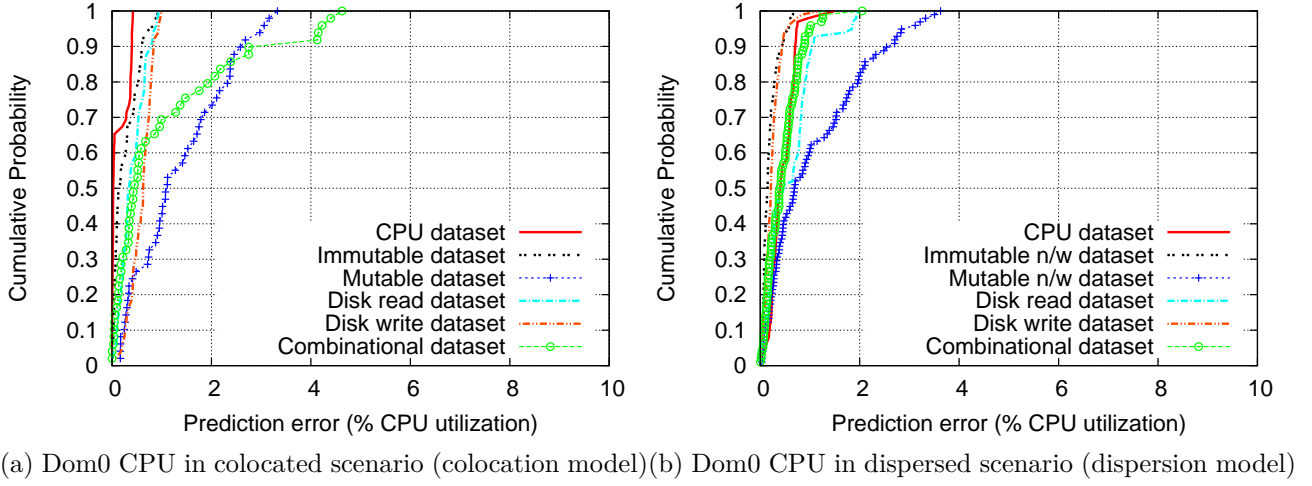 1
0.9
0.8
0.7
0.6
0.5
0.4
0.3
0.2
0.1
0
Cumulative Probability
CPU dataset
Immutable dataset
Mutable dataset
Disk read dataset
Disk write dataset
Combinational dataset
0 2 4 6 8 10
Prediction error (% CPU utilization)
(a) Dom0 CPU in colocated scenario (colocation model)
1
0.9
0.8
0.7
0.6
0.5
0.4
0.3
0.2
0.1
0
Cumulative Probability
CPU dataset
Immutable n/w dataset
Mutable n/w dataset
Disk read dataset
Disk write dataset
Combinational dataset
0 2 4 6 8 10
Prediction error (% CPU utilization)
(b) Dom0 CPU in dispersed scenario (dispersion model)